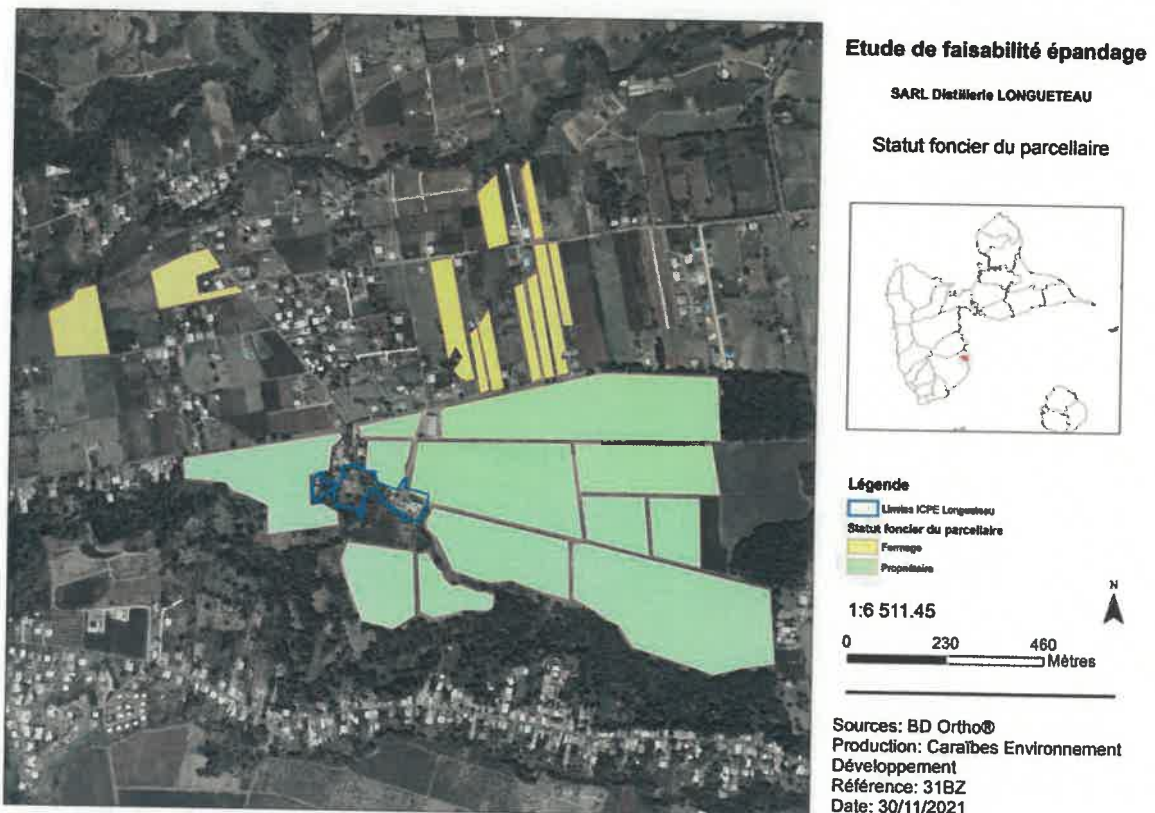 Etude de faisabilité épandage
SARL Distillerie LONGUETEAU
Statut foncier du parcellaire
Légende
Limites ICPE Longueteau
Statut foncier du parcellaire
Fermage
Propriétaire
N
1:6 511.45
0 230 460
Mètres
Sources: BD Ortho®
Production: Caraïbes Environnement
Développement
Référence: 31BZ
Date: 30/11/2021